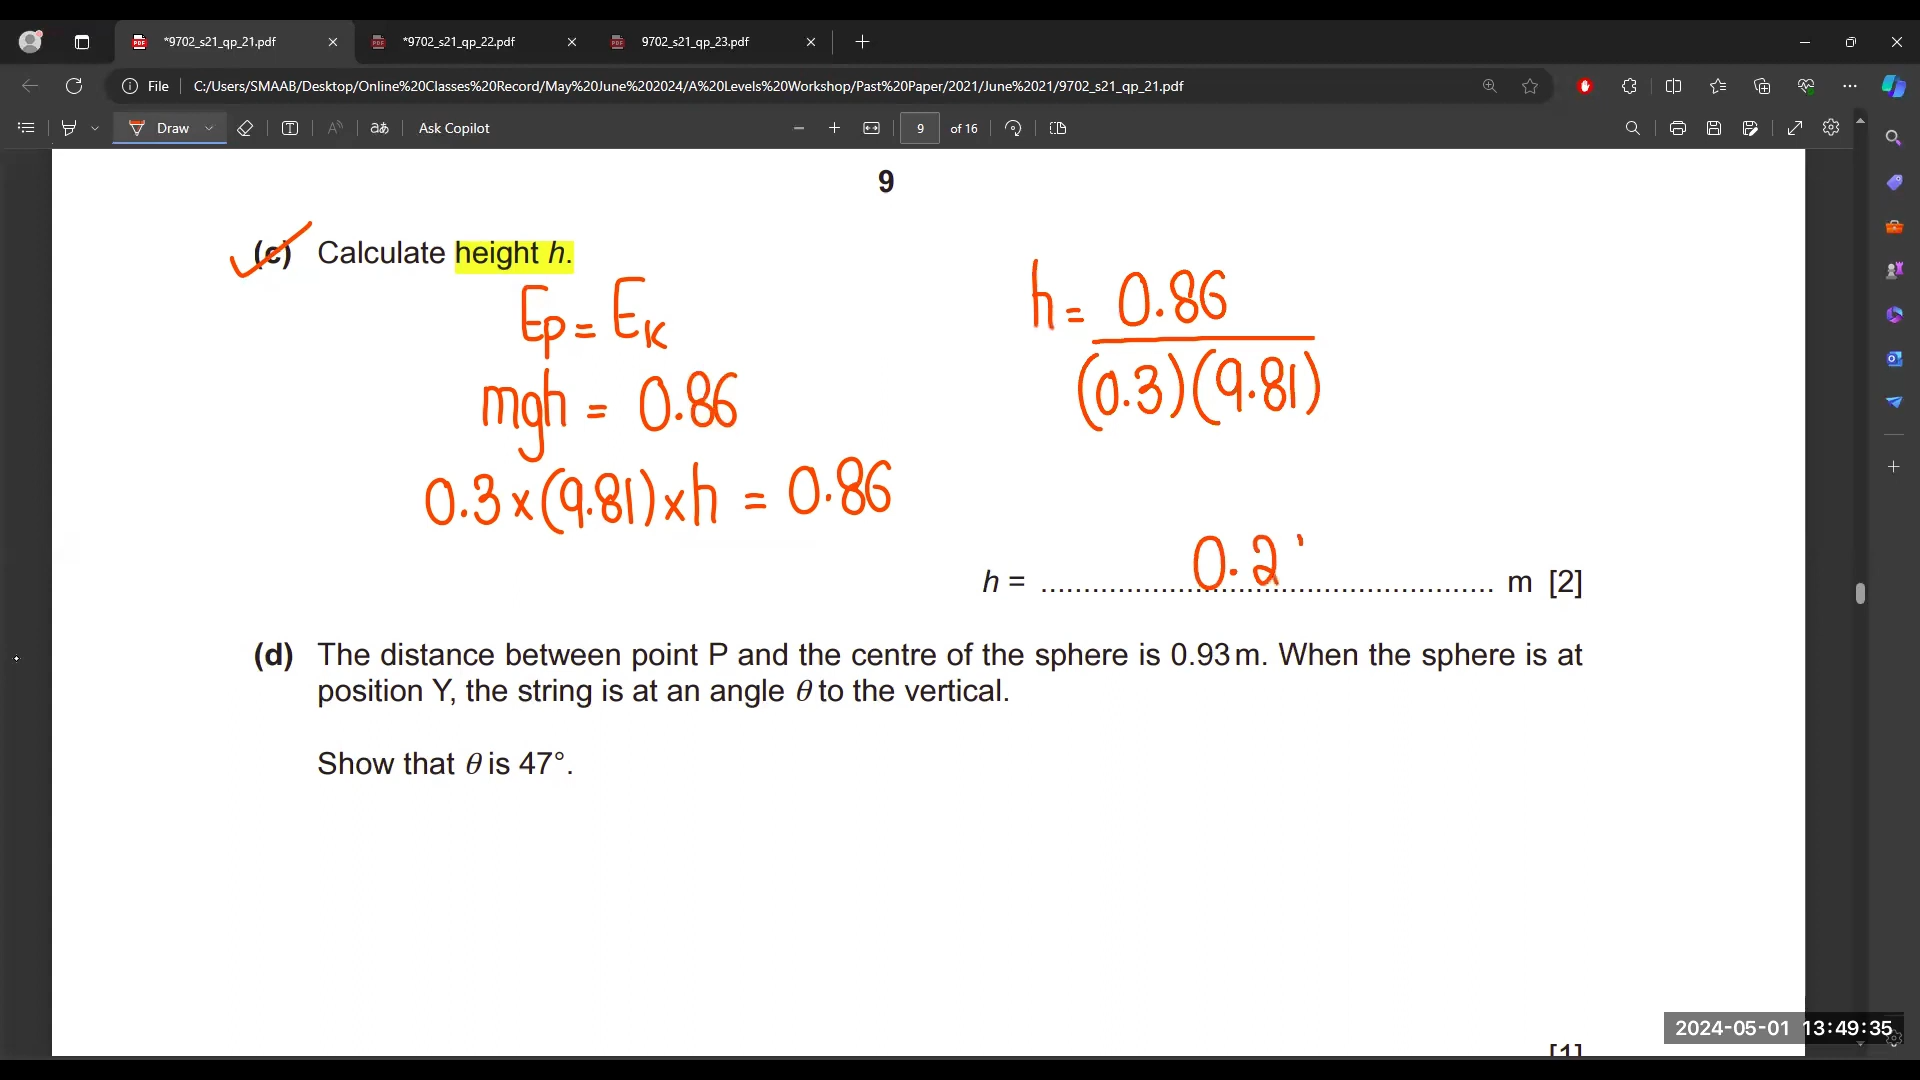 *9702_s21_qp_21.pdf
*9702_s21_qp_22.pdf
9702_s21_qp_23.pdf
File
C:/Users/SMAAB/Desktop/Online%20Classes%20Record/May%20June%202024/A%20Levels%20Workshop/Past%20Paper/2021/June%2021/9702_s21_qp_21.pdf
Draw
Ask Copilot
9 of 16
9
(c) Calculate height h.
Ep = Ek
mgh = 0.86
0.3 × (9.81) × h = 0.86
h = 0.86
(0.3)(9.81)
0.2
h = .................................................... m [2]
(d) The distance between point P and the centre of the sphere is 0.93 m. When the sphere is at
position Y, the string is at an angle θ to the vertical.
Show that θ is 47°.
[1]
2024-05-01 13:49:35